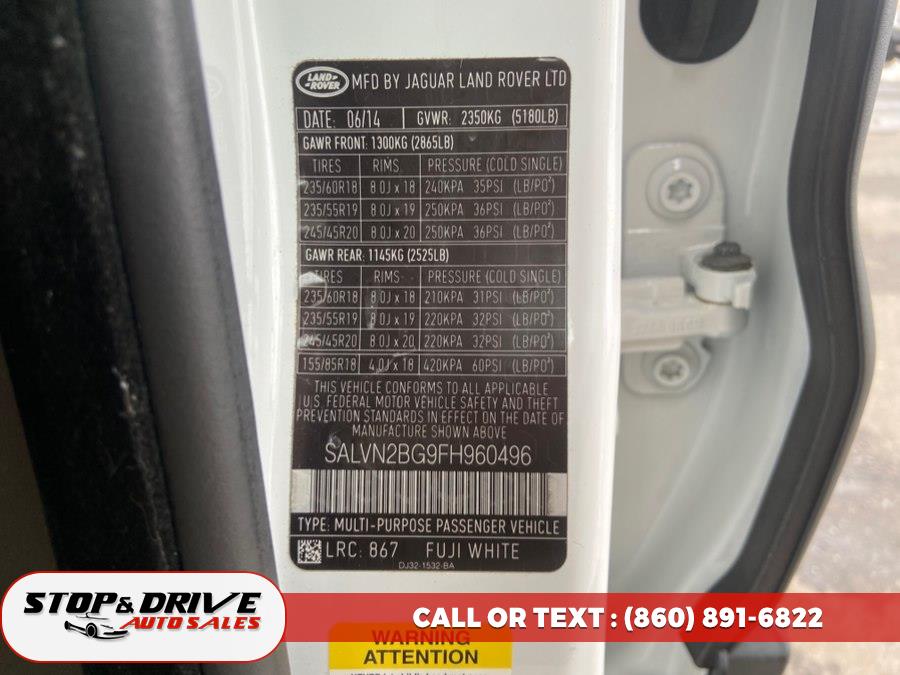 LAND ROVER MFD BY JAGUAR LAND ROVER LTD
DATE: 06/14 GVWR: 2350KG (5180LB)
GAWR FRONT: 1300KG (2865LB)
TIRES RIMS PRESSURE (COLD SINGLE)
235/60R18 8.0J x 18 240KPA 35PSI (LB/PO²)
235/55R19 8.0J x 19 250KPA 36PSI (LB/PO²)
245/45R20 8.0J x 20 250KPA 36PSI (LB/PO²)
GAWR REAR: 1145KG (2525LB)
TIRES RIMS PRESSURE (COLD SINGLE)
235/60R18 8.0J x 18 210KPA 31PSI (LB/PO²)
235/55R19 8.0J x 19 220KPA 32PSI (LB/PO²)
245/45R20 8.0J x 20 220KPA 32PSI (LB/PO²)
155/85R18 4.0J x 18 420KPA 60PSI (LB/PO²)
THIS VEHICLE CONFORMS TO ALL APPLICABLE
U.S. FEDERAL MOTOR VEHICLE SAFETY AND THEFT
PREVENTION STANDARDS IN EFFECT ON THE DATE OF
MANUFACTURE SHOWN ABOVE
SALVN2BG9FH960496
TYPE: MULTI-PURPOSE PASSENGER VEHICLE
LRC: 867 FUJI WHITE
DJ32-1532-BA
STOP & DRIVE
AUTO SALES
CALL OR TEXT : (860) 891-6822
WARNING
ATTENTION